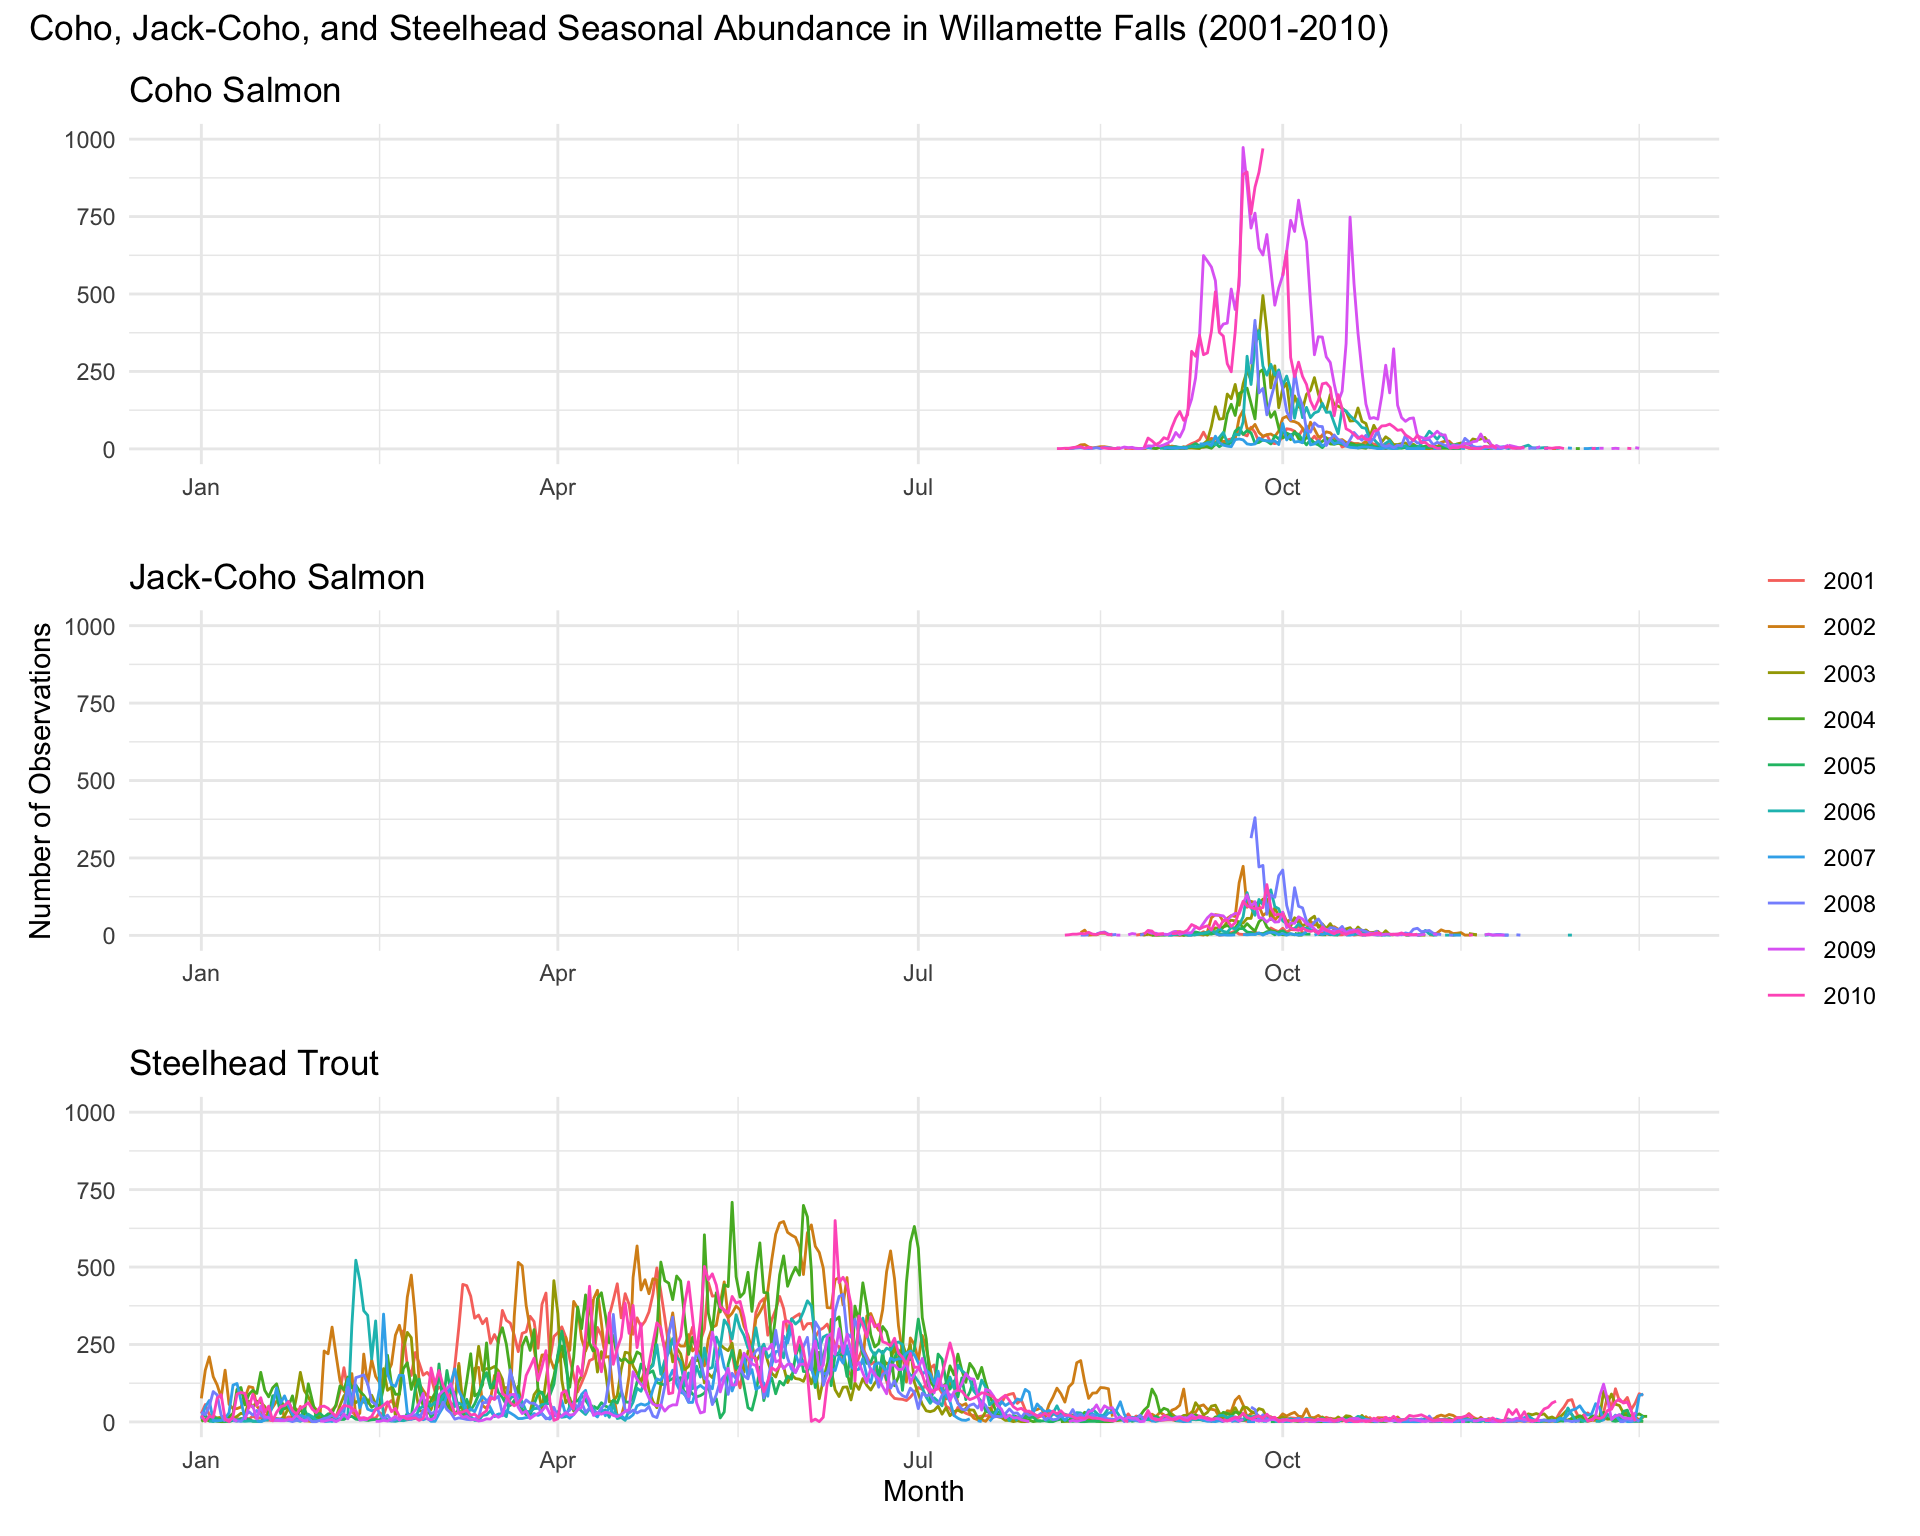 Coho, Jack-Coho, and Steelhead Seasonal Abundance in Willamette Falls (2001-2010)
Coho Salmon
1000
750
500
250
0
Jan Apr Jul Oct
Jack-Coho Salmon
Number of Observations
1000
750
500
250
0
Jan Apr Jul Oct
2001
2002
2003
2004
2005
2006
2007
2008
2009
2010
Steelhead Trout
1000
750
500
250
0
Jan Apr Jul Oct
Month